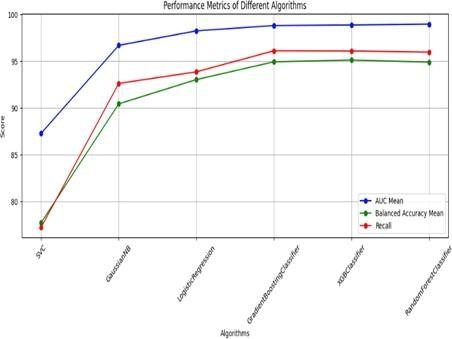 Performance Metrics of Different Algorithms
100
95
90
85
80
Score
AUC Mean
Balanced Accuracy Mean
Recall
SVC
GaussianNB
LogisticRegression
GradientBoostingClassifier
XGBClassifier
RandomForestClassifier
Algorithms